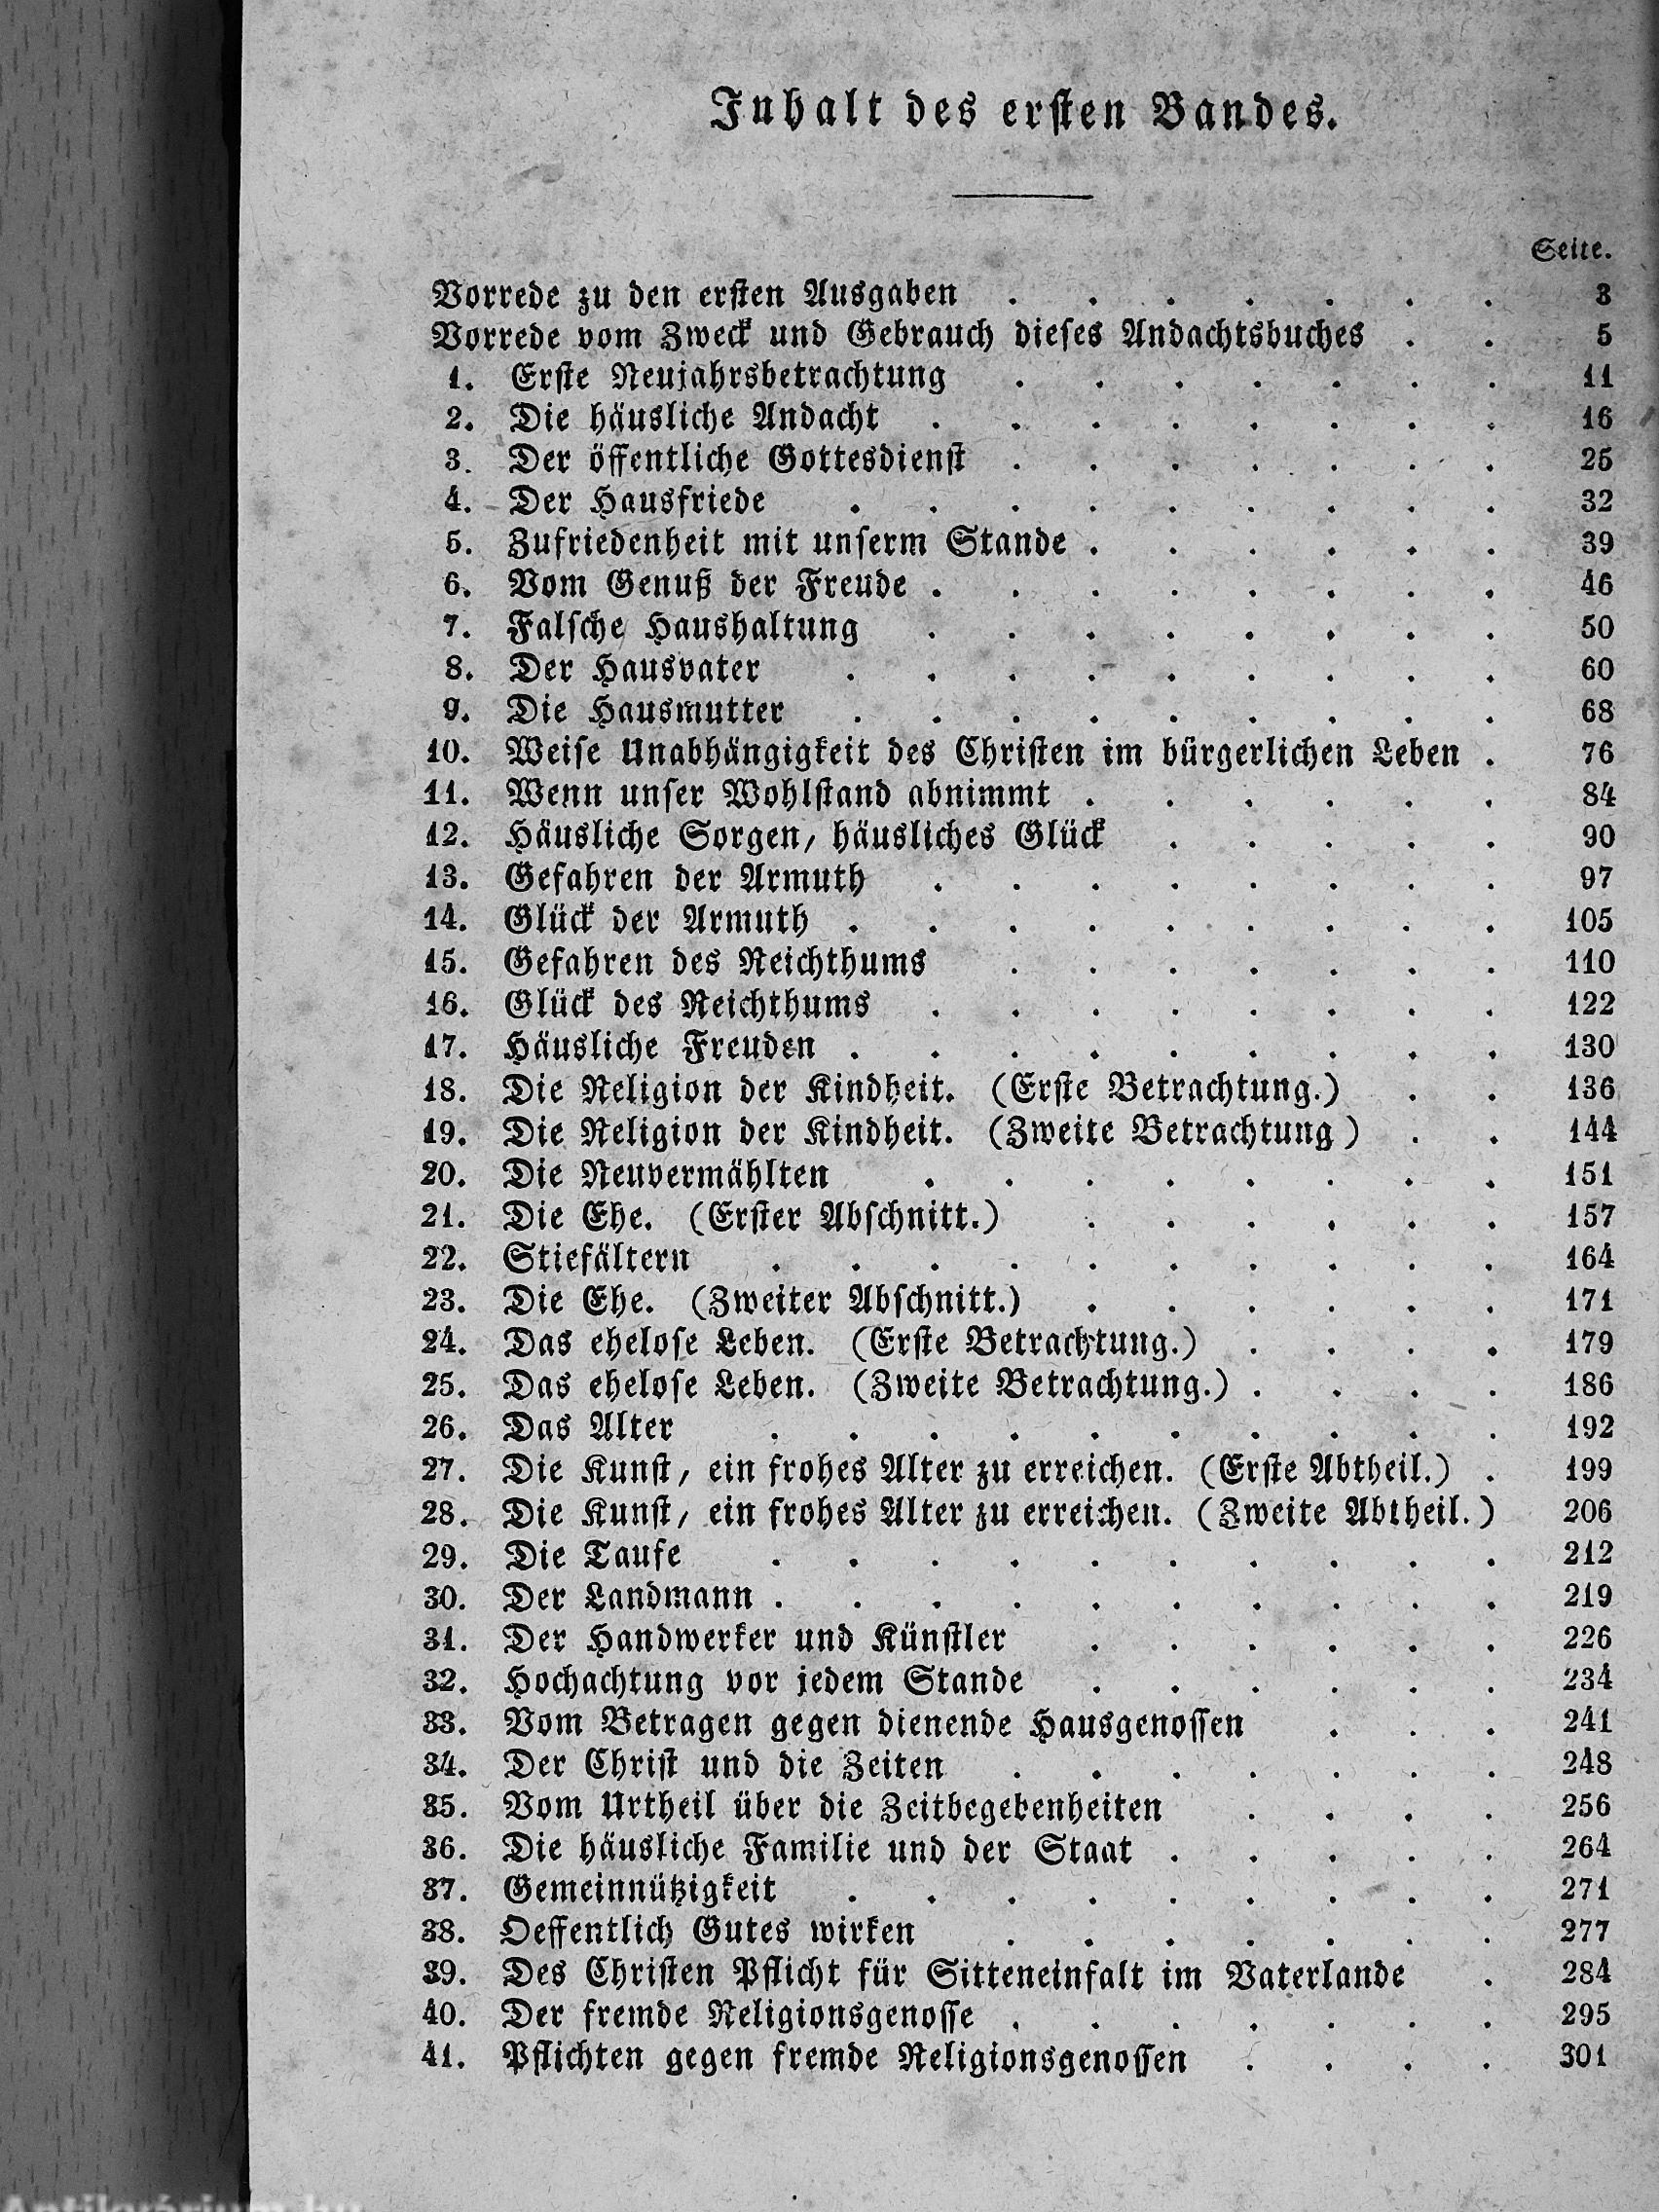 Inhalt des ersten Bandes.
Seite.
Vorrede zu den ersten Ausgaben . . . . . . . 3
Vorrede vom Zweck und Gebrauch dieses Andachtsbuches . . 5
1. Erste Neujahrsbetrachtung . . . . . . . 11
2. Die häusliche Andacht . . . . . . . . 16
3. Der öffentliche Gottesdienst . . . . . . . 25
4. Der Hausfriede . . . . . . . . . 32
5. Zufriedenheit mit unserm Stande . . . . . . 39
6. Vom Genuß der Freude . . . . . . . . 46
7. Falsche Haushaltung . . . . . . . . 50
8. Der Hausvater . . . . . . . . . 60
9. Die Hausmutter . . . . . . . . . 68
10. Weise Unabhängigkeit des Christen im bürgerlichen Leben . 76
11. Wenn unser Wohlstand abnimmt . . . . . . 84
12. Häusliche Sorgen, häusliches Glück . . . . . 90
13. Gefahren der Armuth . . . . . . . . 97
14. Glück der Armuth . . . . . . . . . 105
15. Gefahren des Reichthums . . . . . . . 110
16. Glück des Reichthums . . . . . . . . 122
17. Häusliche Freuden . . . . . . . . . 130
18. Die Religion der Kindheit. (Erste Betrachtung.) . . 136
19. Die Religion der Kindheit. (Zweite Betrachtung) . . 144
20. Die Neuvermählten . . . . . . . . 151
21. Die Ehe. (Erster Abschnitt.) . . . . . . 157
22. Stiefältern . . . . . . . . . . 164
23. Die Ehe. (Zweiter Abschnitt.) . . . . . . 171
24. Das ehelose Leben. (Erste Betrachtung.) . . . . 179
25. Das ehelose Leben. (Zweite Betrachtung.) . . . . 186
26. Das Alter . . . . . . . . . . 192
27. Die Kunst, ein frohes Alter zu erreichen. (Erste Abtheil.) . 199
28. Die Kunst, ein frohes Alter zu erreichen. (Zweite Abtheil.) 206
29. Die Taufe . . . . . . . . . . 212
30. Der Landmann . . . . . . . . . . 219
31. Der Handwerker und Künstler . . . . . . 226
32. Hochachtung vor jedem Stande . . . . . . 234
33. Vom Betragen gegen dienende Hausgenossen . . . 241
34. Der Christ und die Zeiten . . . . . . . 248
35. Vom Urtheil über die Zeitbegebenheiten . . . . 256
36. Die häusliche Familie und der Staat . . . . . 264
37. Gemeinnützigkeit . . . . . . . . . 271
38. Oeffentlich Gutes wirken . . . . . . . 277
39. Des Christen Pflicht für Sitteneinfalt im Vaterlande . 284
40. Der fremde Religionsgenosse . . . . . . . 295
41. Pflichten gegen fremde Religionsgenossen . . . . 301
Antikvárium.hu